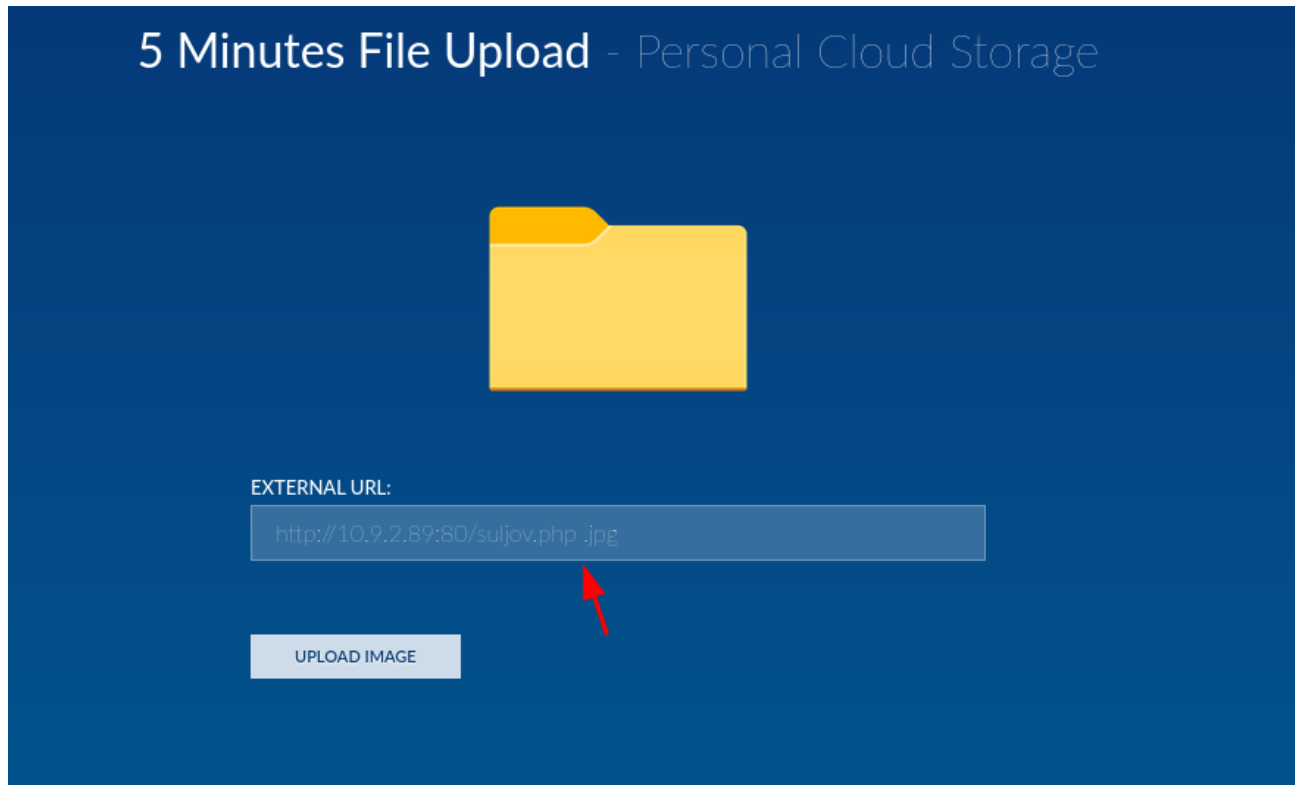 5 Minutes File Upload - Personal Cloud Storage
EXTERNAL URL:
http://10.9.2.89:80/suljov.php .jpg
UPLOAD IMAGE